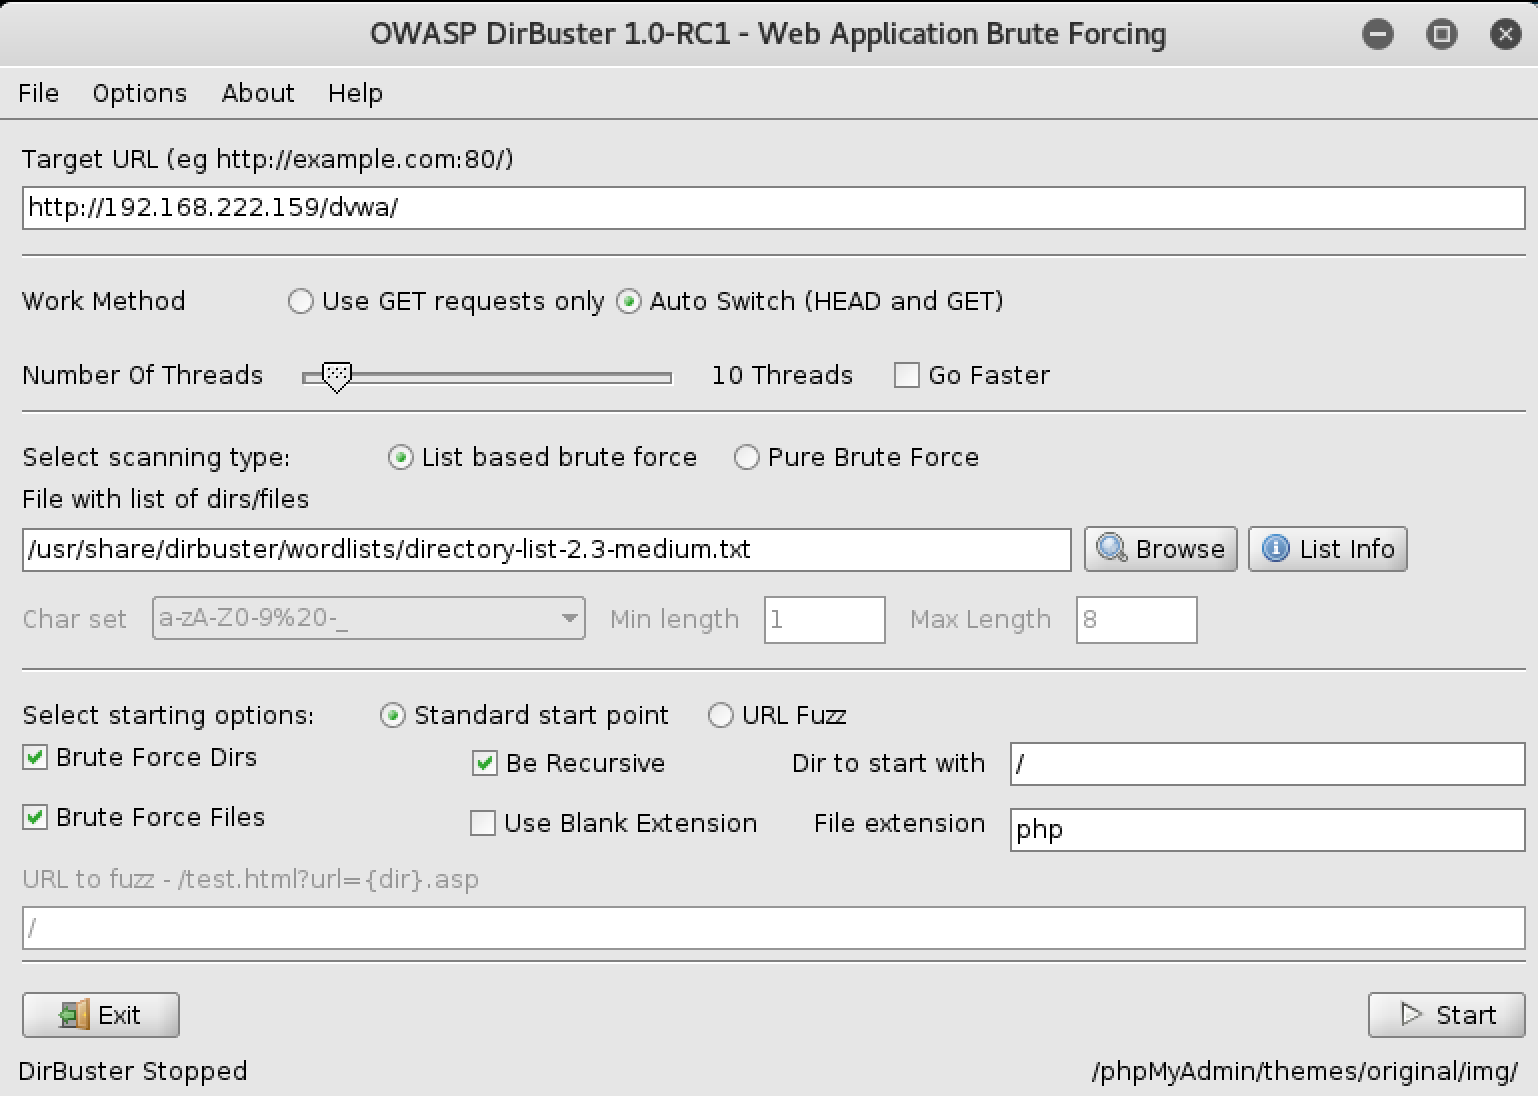 OWASP DirBuster 1.0-RC1 - Web Application Brute Forcing
File Options About Help
Target URL (eg http://example.com:80/)
http://192.168.222.159/dvwa/
Work Method Use GET requests only Auto Switch (HEAD and GET)
Number Of Threads 10 Threads Go Faster
Select scanning type: List based brute force Pure Brute Force
File with list of dirs/files
/usr/share/dirbuster/wordlists/directory-list-2.3-medium.txt Browse List Info
Char set a-zA-Z0-9%20-_ Min length 1 Max Length 8
Select starting options: Standard start point URL Fuzz
Brute Force Dirs Be Recursive Dir to start with /
Brute Force Files Use Blank Extension File extension php
URL to fuzz - /test.html?url={dir}.asp
/
Exit Start
DirBuster Stopped /phpMyAdmin/themes/original/img/